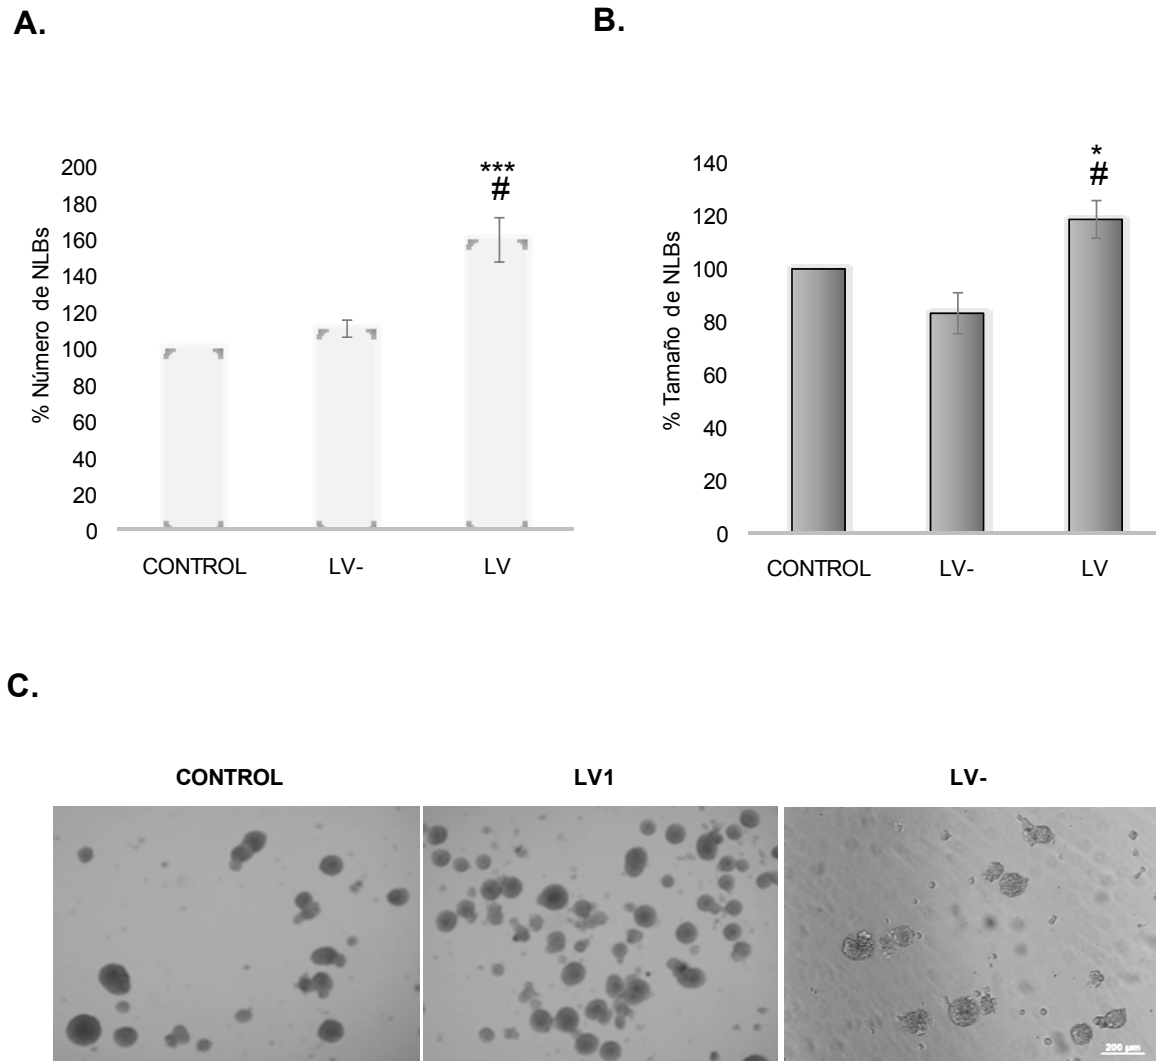 A.
B.
% Número de NLBs
200
180
160
140
120
100
80
60
40
20
0
***
#
CONTROL LV- LV
% Tamaño de NLBs
140
120
100
80
60
40
20
0
*
#
CONTROL LV- LV
C.
CONTROL LV1 LV-
200 µm